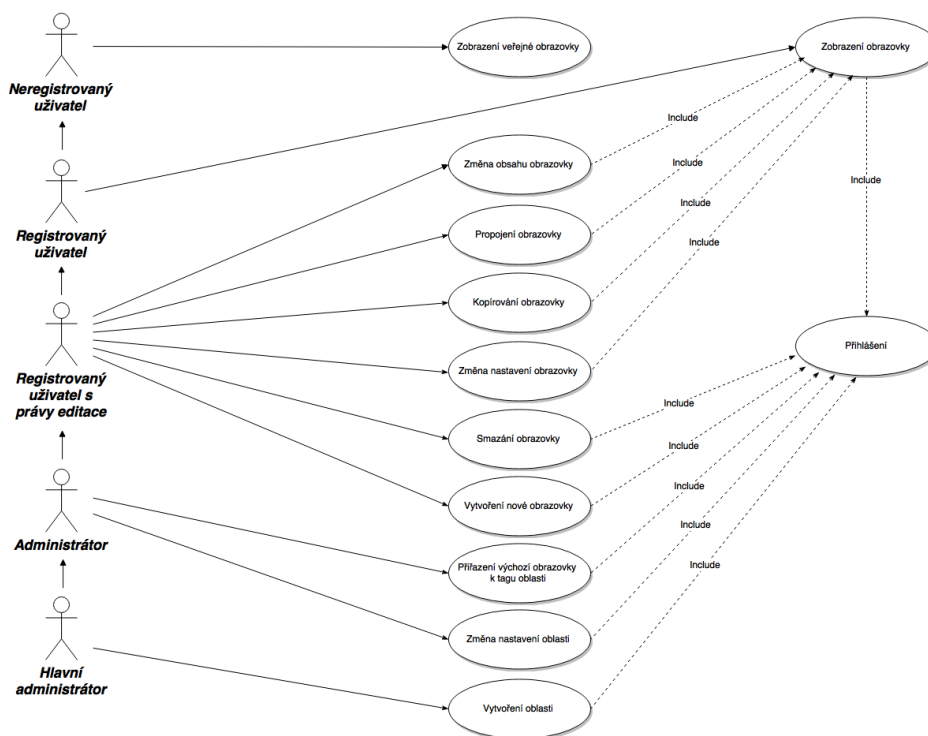 Zobrazení veřejné obrazovky
Zobrazení obrazovky
Neregistrovaný
uživatel
Include
Změna obsahu obrazovky
Include
Include
Include
Include
Propojení obrazovky
Registrovaný
uživatel
Include
Kopírování obrazovky
Přihlášení
Změna nastavení obrazovky
Registrovaný
uživatel s
právy editace
Include
Smazání obrazovky
Include
Include
Vytvoření nové obrazovky
Include
Administrátor
Přiřazení výchozí obrazovky
k tagu oblasti
Include
Změna nastavení oblasti
Hlavní
administrátor
Vytvoření oblasti